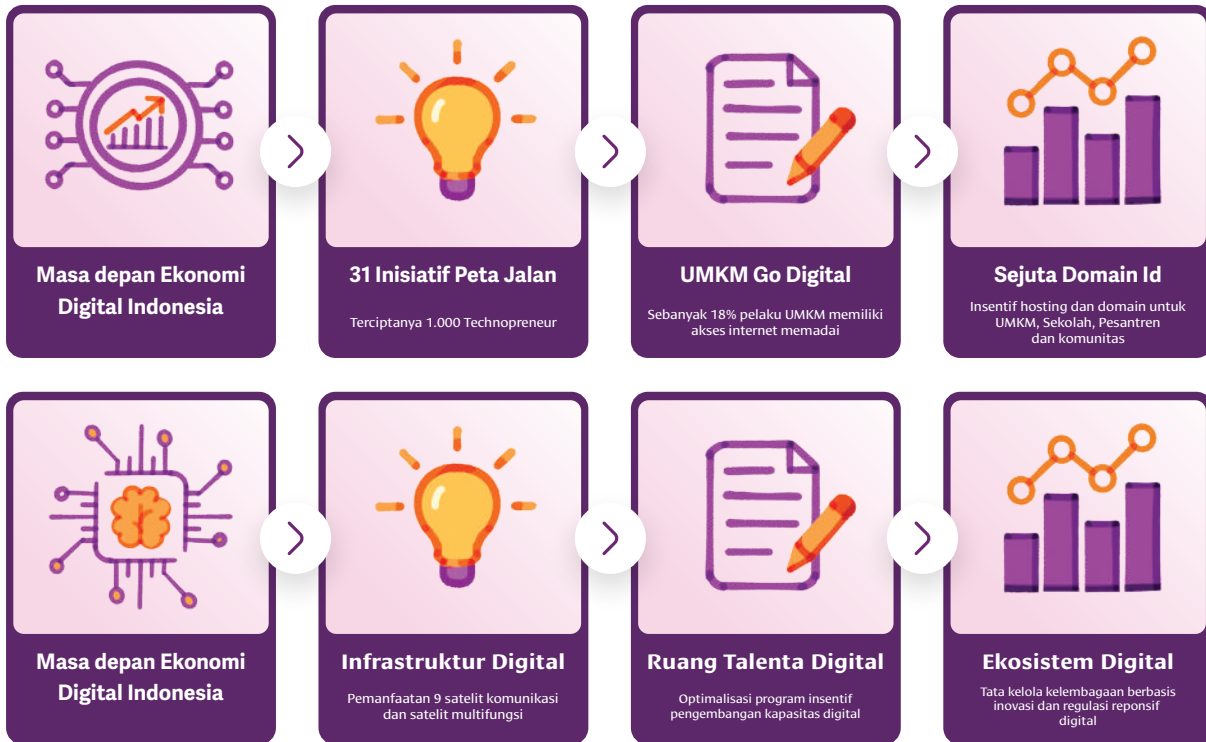 Masa depan Ekonomi
Digital Indonesia
31 Inisiatif Peta Jalan
Terciptanya 1.000 Technopreneur
UMKM Go Digital
Sebanyak 18% pelaku UMKM memiliki
akses internet memadai
Sejuta Domain Id
Insentif hosting dan domain untuk
UMKM, Sekolah, Pesantren
dan komunitas
Masa depan Ekonomi
Digital Indonesia
Infrastruktur Digital
Pemanfaatan 9 satelit komunikasi
dan satelit multifungsi
Ruang Talenta Digital
Optimalisasi program insentif
pengembangan kapasitas digital
Ekosistem Digital
Tata kelola kelembagaan berbasis
inovasi dan regulasi reponsif
digital